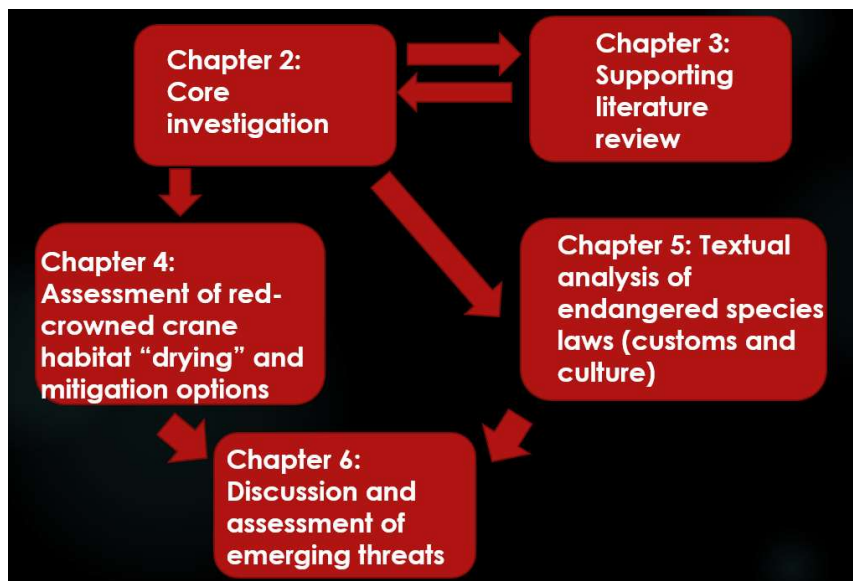 Chapter 2:
Core
investigation
Chapter 3:
Supporting
literature
review
Chapter 4:
Assessment of red-
crowned crane
habitat “drying” and
mitigation options
Chapter 5: Textual
analysis of
endangered species
laws (customs and
culture)
Chapter 6:
Discussion and
assessment of
emerging threats